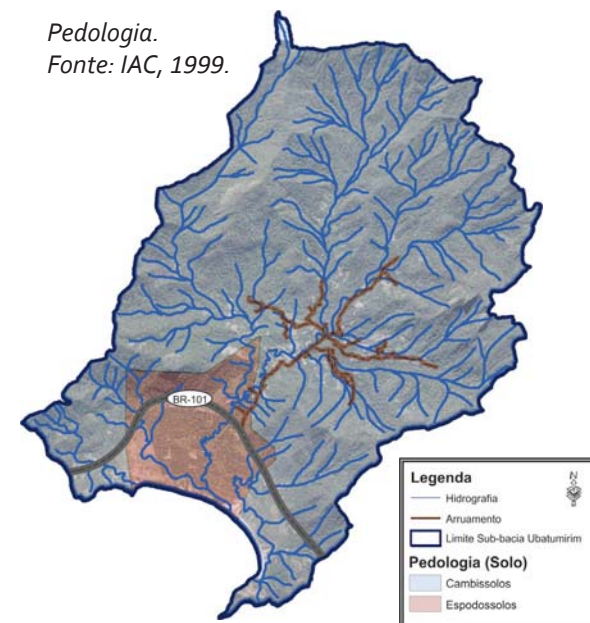 Pedologia.
Fonte: IAC, 1999.
BR-101
Legenda
N
Hidrografia
Arruamento
Limite Sub-bacia Ubatumirim
Pedologia (Solo)
Cambissolos
Espodossolos